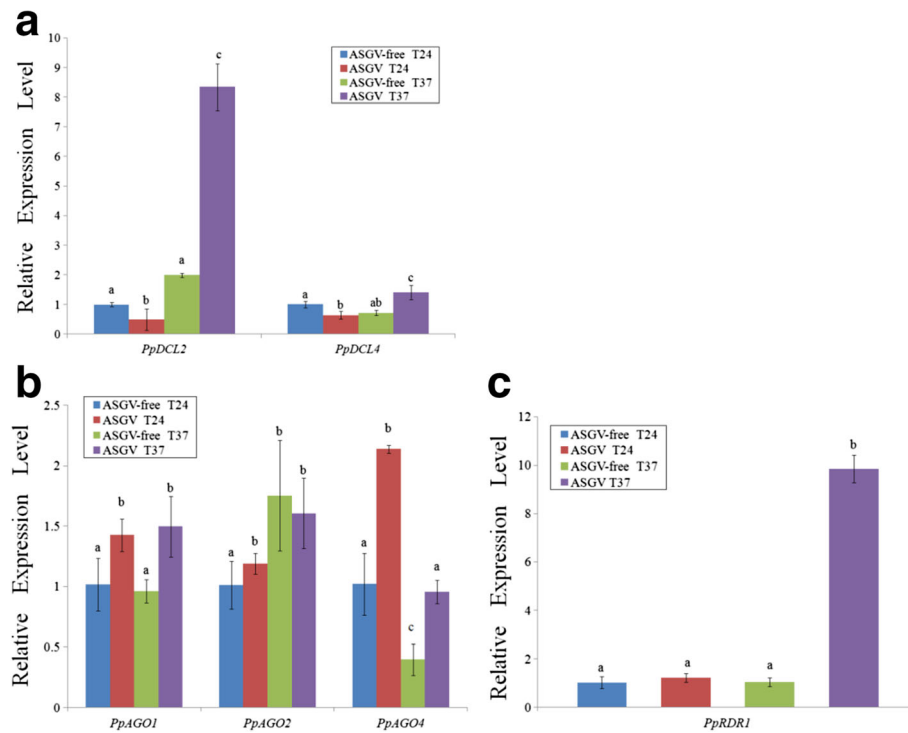 a
Relative Expression Level
10
9
8
7
6
5
4
3
2
1
0
ASGV-free T24
ASGV T24
ASGV-free T37
ASGV T37
a
b
a
c
a
b
ab
c
PpDCL2
PpDCL4
b
Relative Expression Level
2.5
2
1.5
1
0.5
0
ASGV-free T24
ASGV T24
ASGV-free T37
ASGV T37
a
b
a
b
a
b
b
b
a
b
c
a
PpAGO1
PpAGO2
PpAGO4
c
Relative Expression Level
12
10
8
6
4
2
0
ASGV-free T24
ASGV T24
ASGV-free T37
ASGV T37
a
a
a
b
PpRDR1